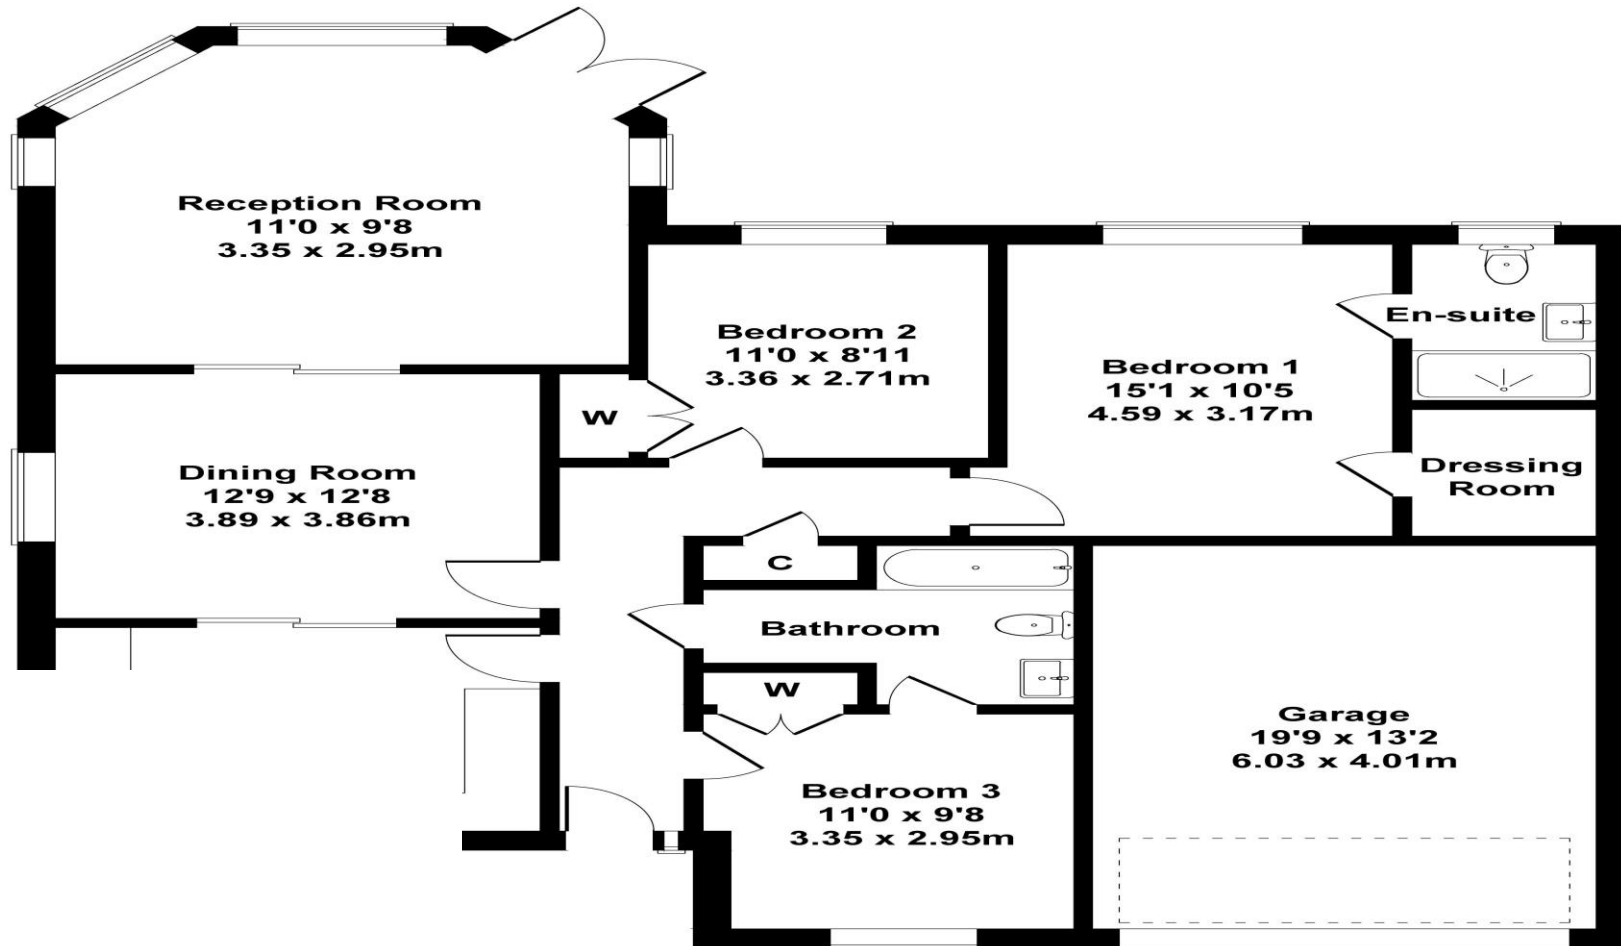 Reception Room
11'0 x 9'8
3.35 x 2.95m
Bedroom 2
11'0 x 8'11
3.36 x 2.71m
Bedroom 1
15'1 x 10'5
4.59 x 3.17m
En-suite
W
Dining Room
12'9 x 12'8
3.89 x 3.86m
Dressing
Room
C
Bathroom
W
Garage
19'9 x 13'2
6.03 x 4.01m
Bedroom 3
11'0 x 9'8
3.35 x 2.95m